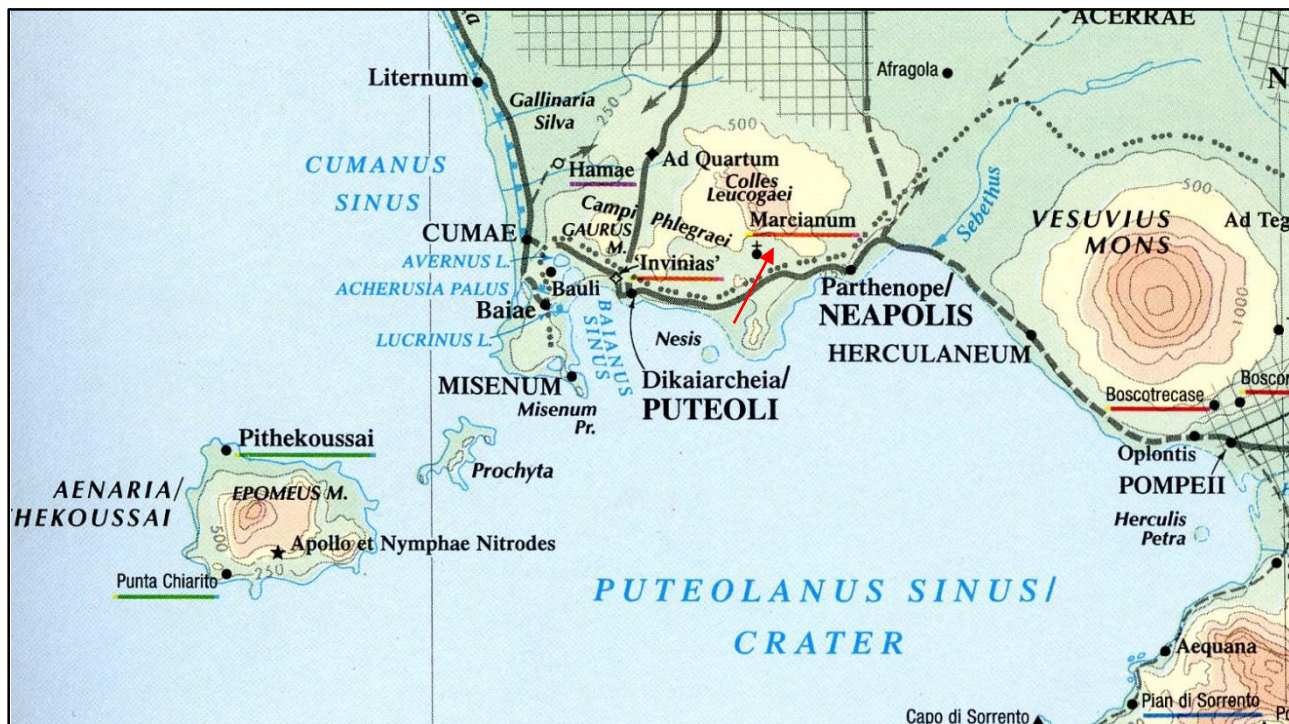 ACERRAE
Liternum
Afragola
N
Gallinaria
Silva
250
500
CUMANUS
SINUS
Hamae
Ad Quartum
Colles
Leucogaei
Campi
Phlegraei
GAURUS
M.
Marcianum
Sebethus
500
VESUVIUS
MONS
Ad Teg
CUMAE
AVERNUS L.
'Invinias'
ACHERUSIA PALUS
Bauli
Baiae
LUCRINUS L.
BAIANUS
SINUS
Parthenope/
NEAPOLIS
1000
Nesis
HERCULANEUM
MISENUM
Misenum
Pr.
Dikaiarcheia/
PUTEOLI
Boscotrecase
Boscor
Pithekoussai
Prochyta
Oplontis
POMPEII
AENARIA/
HEKOUSSAI
EPOMEUS M.
500
250
Apollo et Nymphae Nitrodes
Herculis
Petra
Punta Chiarito
PUTEOLANUS SINUS/
CRATER
Aequana
Pian di Sorrento
Capo di Sorrento